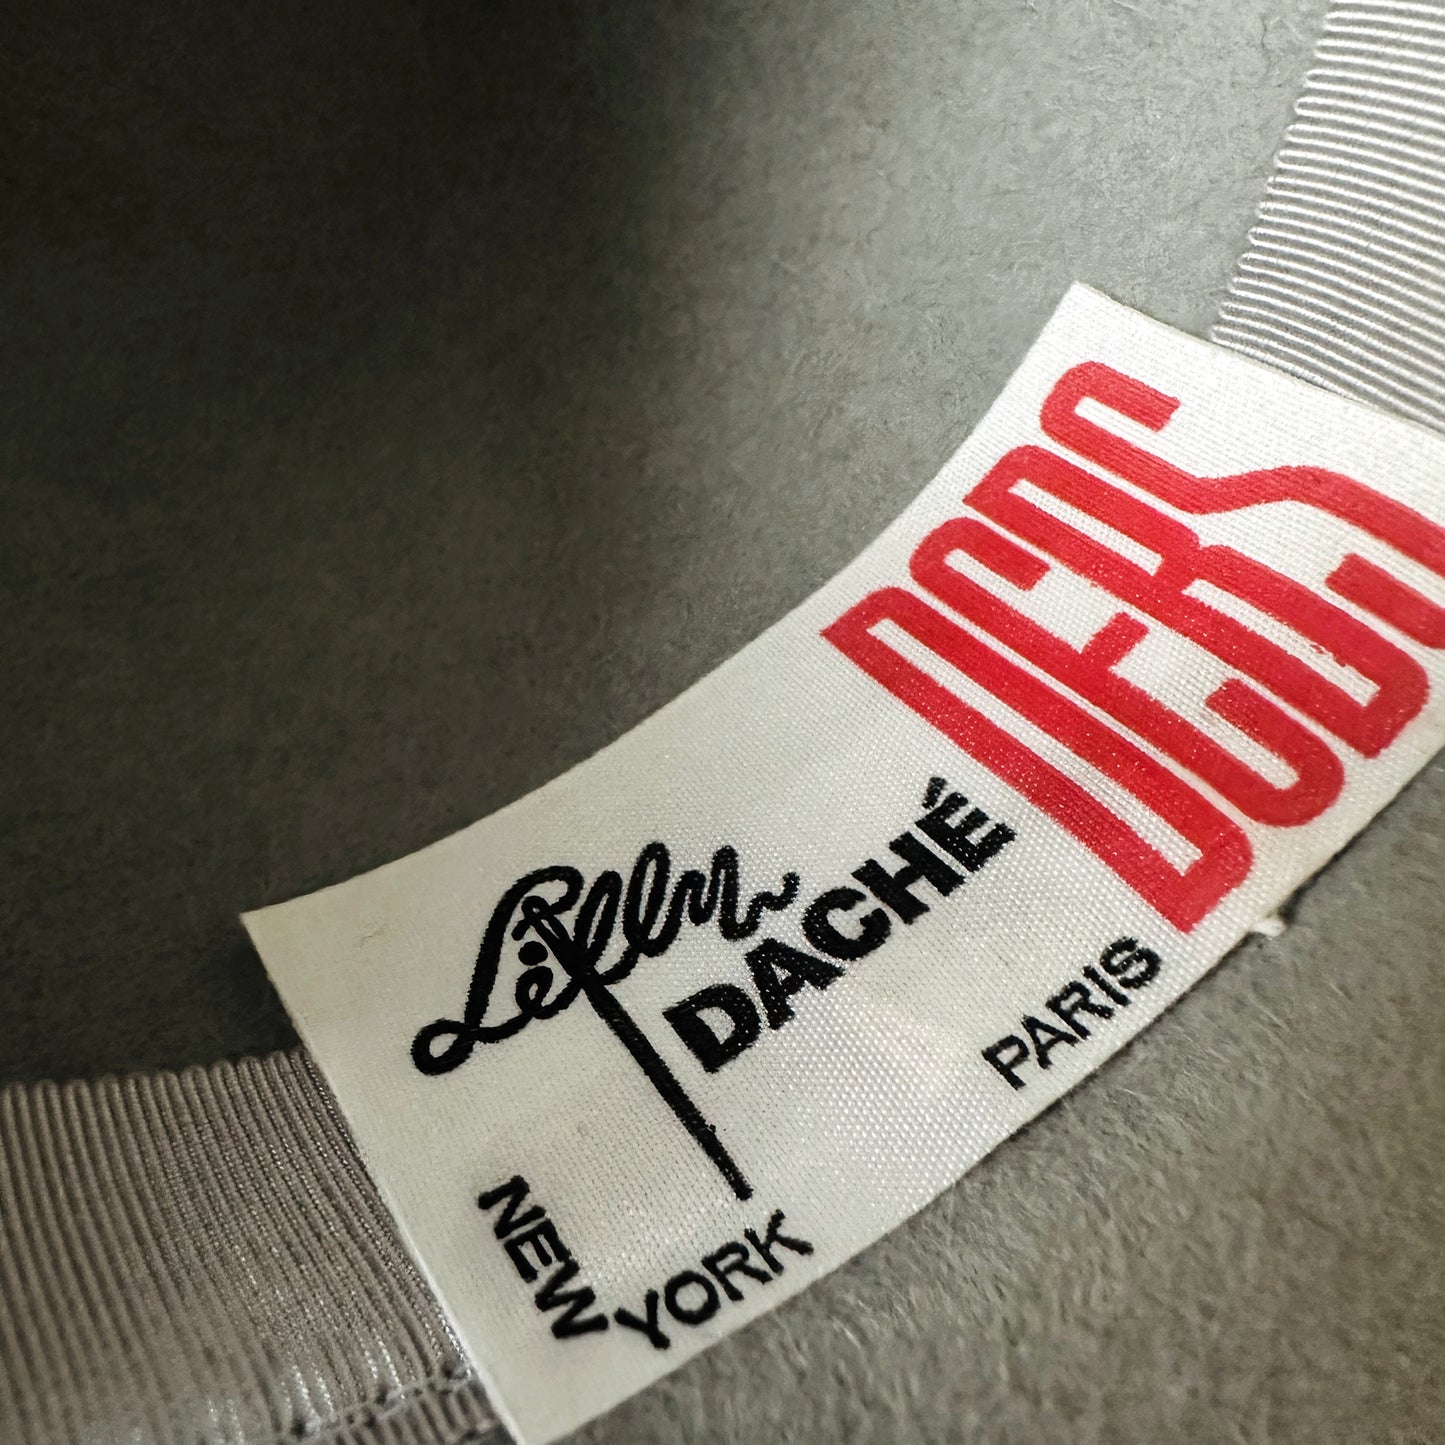 Lilly
DACHÉ
DEBS
NEW YORK
PARIS